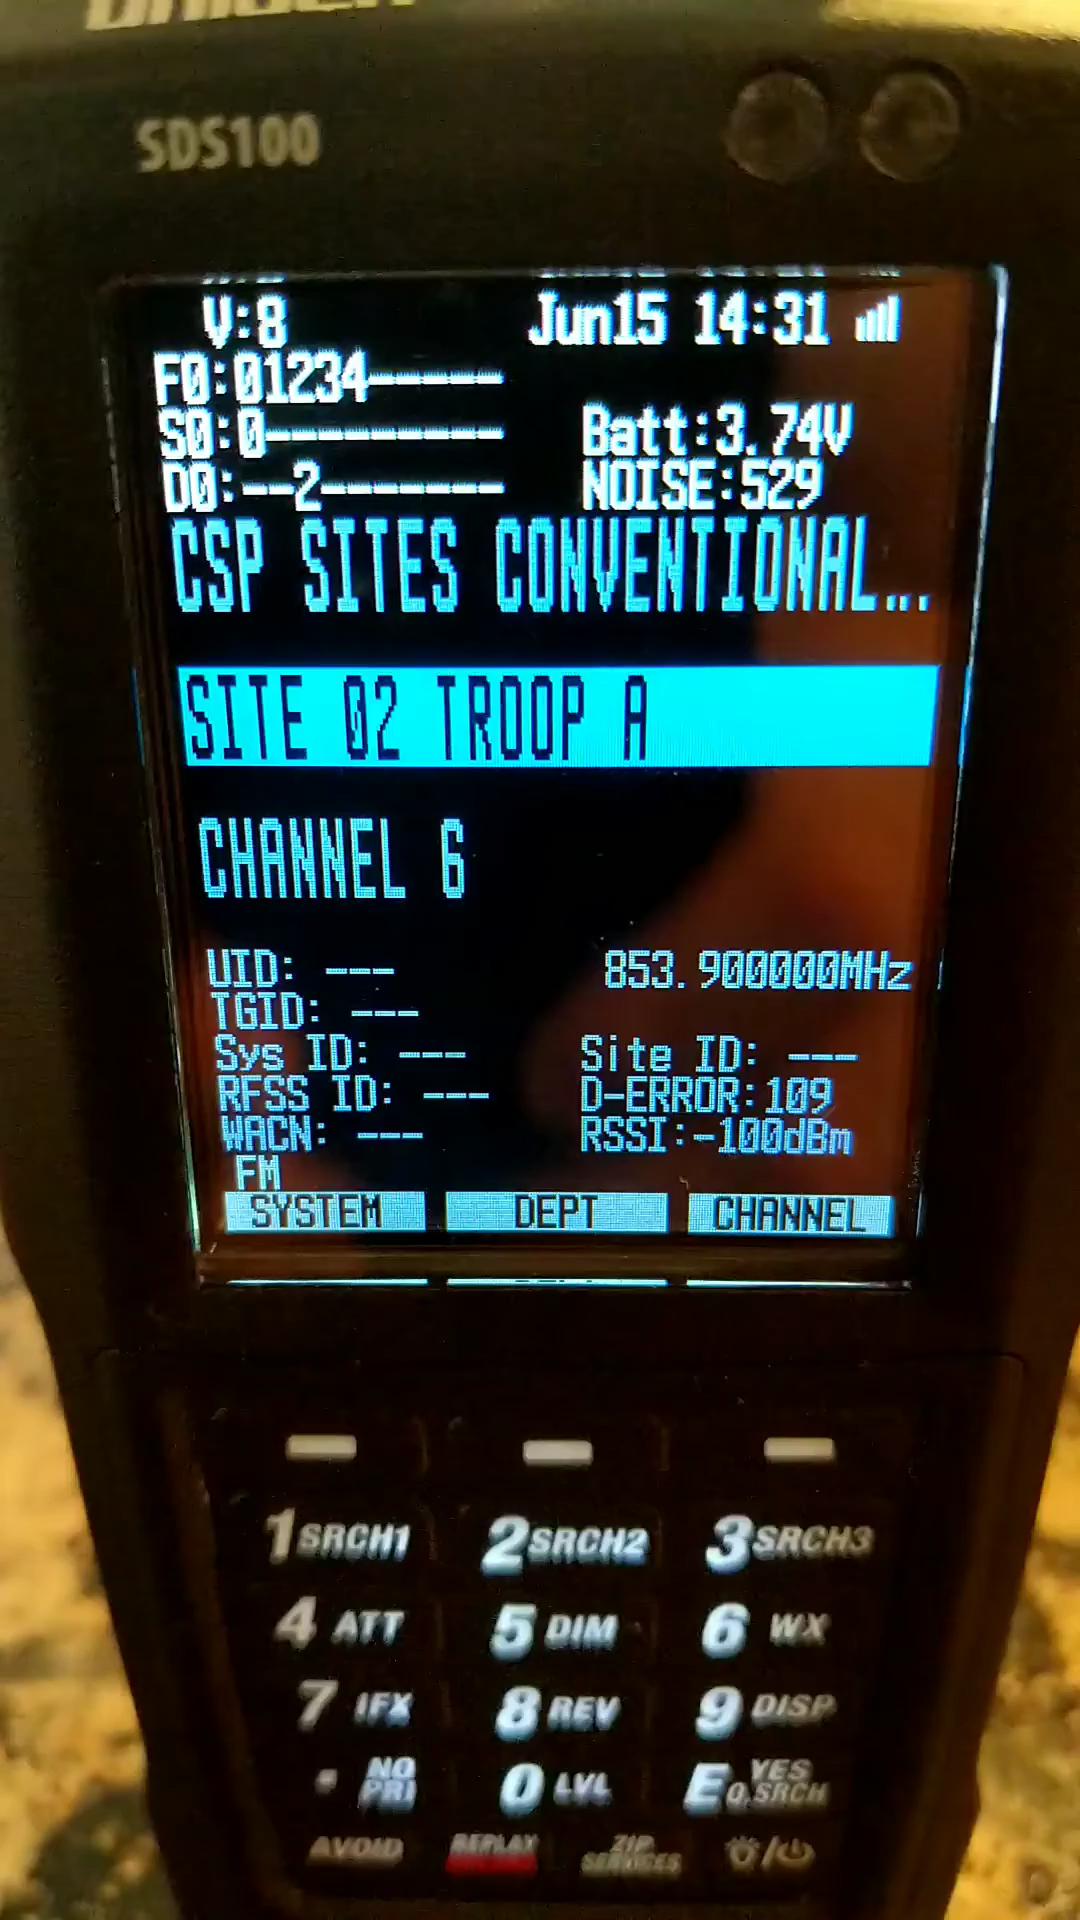 Uniden
SDS100
V:8 Jun15 14:31
F0:01234-----
S0:0--------- Batt:3.74V
D0:--2------- NOISE:529
CSP SITES CONVENTIONAL...
SITE 02 TROOP A
CHANNEL 6
UID: --- 853.900000MHz
TGID: ---
Sys ID: --- Site ID: ---
RFSS ID: --- D-ERROR:109
WACN: --- RSSI:-100dBm
FM
SYSTEM DEPT CHANNEL
1 SRCH1 2 SRCH2 3 SRCH3
4 ATT 5 DIM 6 WX
7 IFX 8 REV 9 DISP
. NO PRI 0 LVL E YES Q.SRCH
AVOID REPLAY ZIP SERVICES